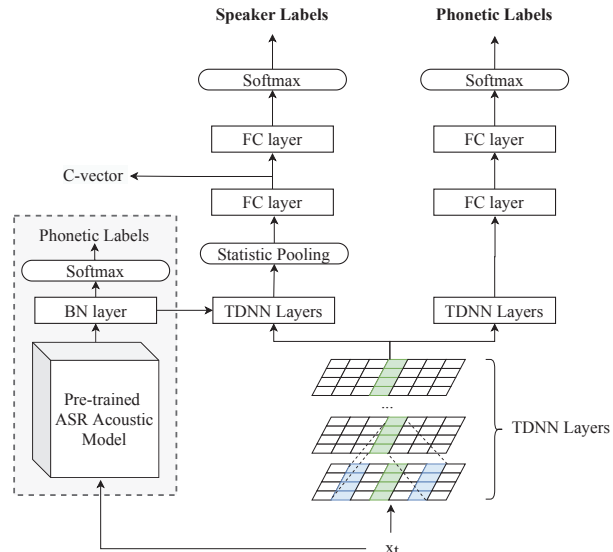 Speaker Labels
Phonetic Labels
Softmax
Softmax
FC layer
FC layer
C-vector
FC layer
FC layer
Phonetic Labels
Statistic Pooling
Softmax
BN layer
TDNN Layers
TDNN Layers
Pre-trained
ASR Acoustic
Model
...
TDNN Layers
xt